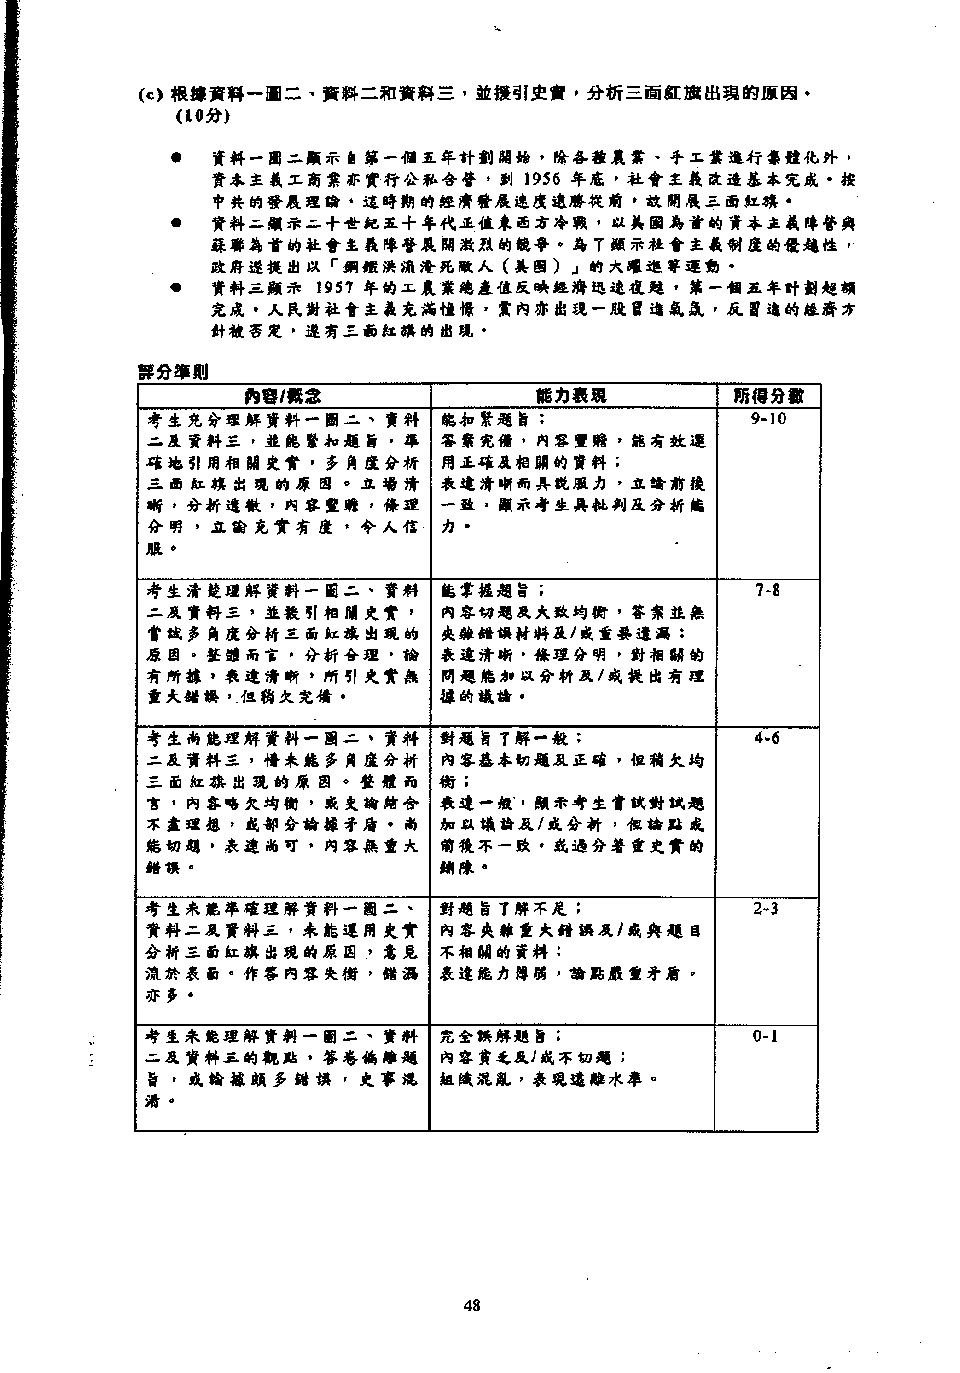 (c) 根據資料一圖二、資料二和資料三，並援引史實，分析三面紅旗出現的原因。
(10分)
● 資料一圖二顯示自第一個五年計劃開始，除各種農業、手工業進行集體化外，
資本主義工商業亦實行公私合營，到 1956 年底，社會主義改造基本完成。按
中共的發展理論，這時期的經濟發展速度遠勝從前，故開展三面紅旗。
● 資料二顯示二十世紀五十年代正值東西方冷戰，以美國為首的資本主義陣營與
蘇聯為首的社會主義陣營展開激烈的競爭。為了顯示社會主義制度的優越性，
政府遂提出以「鋼鐵洪流淹死敵人（美國）」的大躍進等運動。
● 資料三顯示 1957 年的工農業總產值反映經濟迅速復甦，第一個五年計劃超額
完成。人民對社會主義充滿憧憬，黨內亦出現一股冒進氣氛，反冒進的經濟方
針被否定，遂有三面紅旗的出現。
評分準則
內容/概念 能力表現 所得分數
考生充分理解資料一圖二、資料
二及資料三，並能緊扣題旨，準
確地引用相關史實，多角度分析
三面紅旗出現的原因。立場清
晰，分析透徹，內容豐贍，條理
分明，立論充實有度，令人信
服。
能扣緊題旨；
答案完備，內容豐贍，能有效運
用正確及相關的資料；
表達清晰而具說服力，立論前後
一致，顯示考生具批判及分析能
力。
9-10
考生清楚理解資料一圖二、資料
二及資料三，並援引相關史實，
嘗試多角度分析三面紅旗出現的
原因。整體而言，分析合理，論
有所據，表達清晰，所引史實無
重大錯誤，但稍欠完備。
能掌握題旨；
內容切題及大致均衡，答案並無
夾雜錯誤材料及/或重要遺漏；
表達清晰，條理分明，對相關的
問題能加以分析及/或提出有理
據的議論。
7-8
考生尚能理解資料一圖二、資料
二及資料三，惜未能多角度分析
三面紅旗出現的原因。整體而
言，內容略欠均衡，或史論結合
不盡理想，或部分論據矛盾。尚
能切題，表達尚可，內容無重大
錯誤。
對題旨了解一般；
內容基本切題及正確，但稍欠均
衡；
表達一般，顯示考生嘗試對試題
加以議論及/或分析，但論點或
前後不一致，或過分著重史實的
鋪陳。
4-6
考生未能準確理解資料一圖二、
資料二及資料三，未能運用史實
分析三面紅旗出現的原因，意見
流於表面。作答內容失衡，錯漏
亦多。
對題旨了解不足；
內容夾雜重大錯誤及/或與題目
不相關的資料；
表達能力薄弱，論點嚴重矛盾。
2-3
考生未能理解資料一圖二、資料
二及資料三的觀點，答卷偏離題
旨，或論據頗多錯誤，史事混
淆。
完全誤解題旨；
內容貧乏及/或不切題；
組織混亂，表現遠離水準。
0-1
48